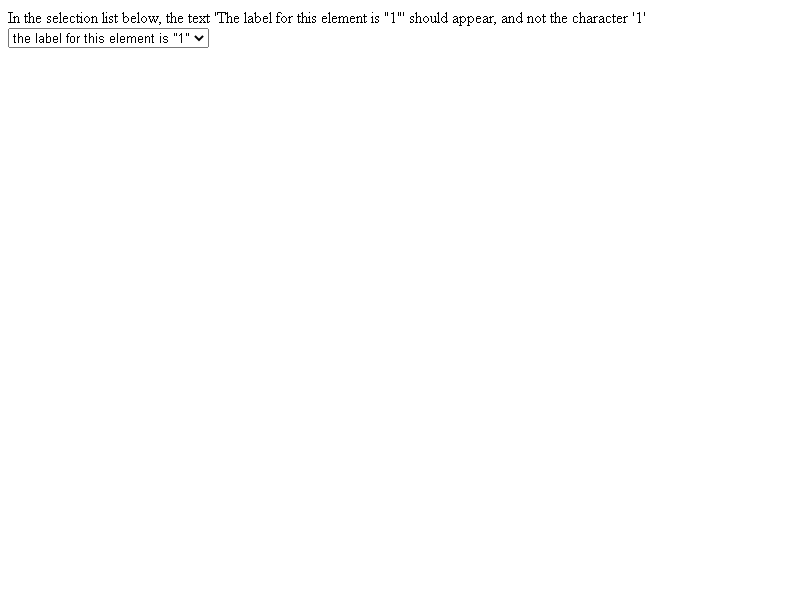 In the selection list below, the text 'The label for this element is "1"' should appear, and not the character '1'
the label for this element is "1"